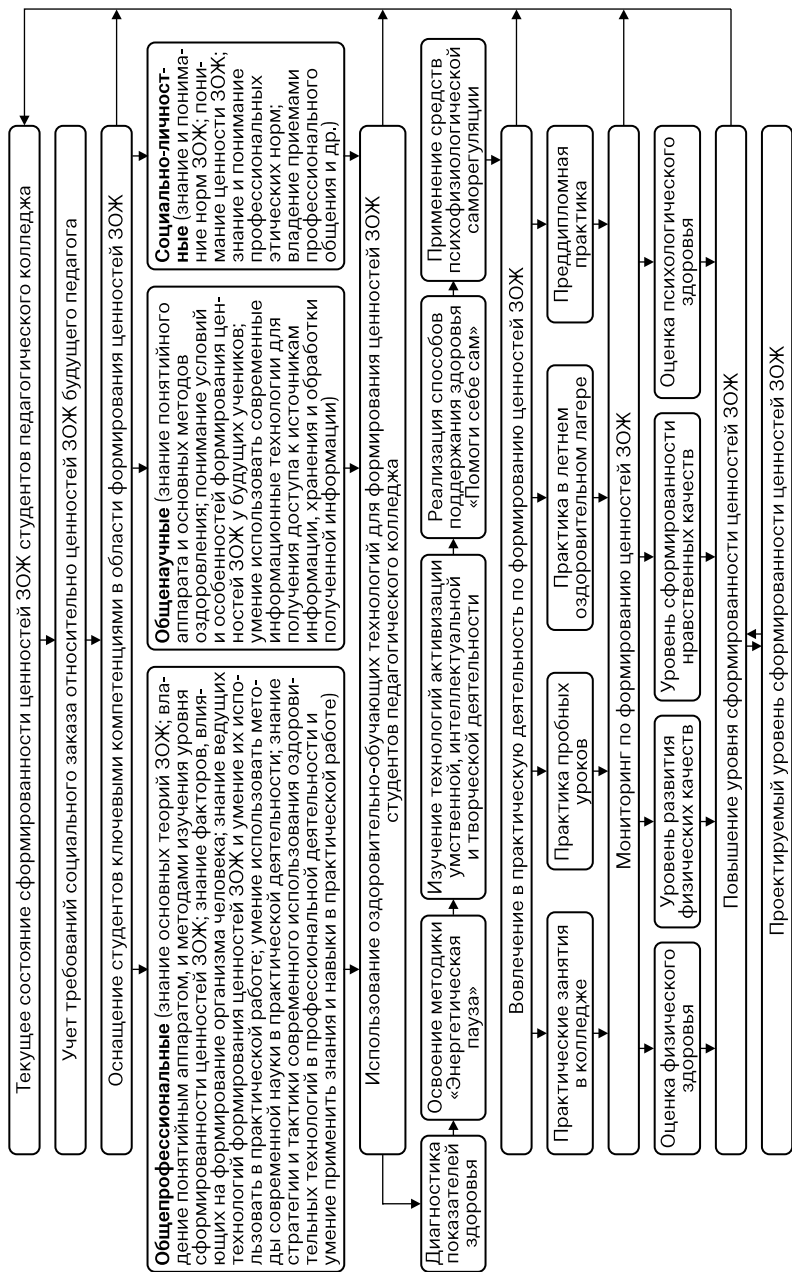 Текущее состояние сформированности ценностей ЗОЖ студентов педагогического колледжа
Учет требований социального заказа относительно ценностей ЗОЖ будущего педагога
Оснащение студентов ключевыми компетенциями в области формирования ценностей ЗОЖ
Общепрофессиональные (знание основных теорий ЗОЖ; вла-
дение понятийным аппаратом, и методами изучения уровня
сформированности ценностей ЗОЖ; знание факторов, влия-
ющих на формирование организма человека; знание ведущих
технологий формирования ценностей ЗОЖ и умение их исполь-
льзовать в практической работе; умение использовать мето-
ды современной науки в практической деятельности; знание
стратегии и тактики современного использования оздорови-
тельных технологий в профессиональной деятельности и
умение применить знания и навыки в практической работе)
Общенаучные (знание понятийного
аппарата и основных методов
оздоровления; понимание условий
и особенностей формирования цен-
ностей ЗОЖ у будущих учеников;
умение использовать современные
информационные технологии для
получения доступа к источникам
информации, хранения и обработки
полученной информации)
Социально-личност-
ные (знание и понима-
ние норм ЗОЖ; пони-
мание ценности ЗОЖ;
знание и понимание
профессиональных
этических норм;
владение приемами
профессионального
общения и др.)
Использование оздоровительно-обучающих технологий для формирования ценностей ЗОЖ
студентов педагогического колледжа
Диагностика
показателей
здоровья
Освоение методики
«Энергетическая
пауза»
Изучение технологий активизации
умственной, интеллектуальной
и творческой деятельности
Реализация способов
поддержания здоровья
«Помоги себе сам»
Применение средств
психофизиологической
саморегуляции
Вовлечение в практическую деятельность по формированию ценностей ЗОЖ
Практические занятия
в колледже
Практика пробных
уроков
Практика в летнем
оздоровительном лагере
Преддипломная
практика
Мониторинг по формированию ценностей ЗОЖ
Оценка физического
здоровья
Уровень развития
физических качеств
Уровень сформированности
нравственных качеств
Оценка психологического
здоровья
Повышение уровня сформированности ценностей ЗОЖ
Проектируемый уровень сформированности ценностей ЗОЖ